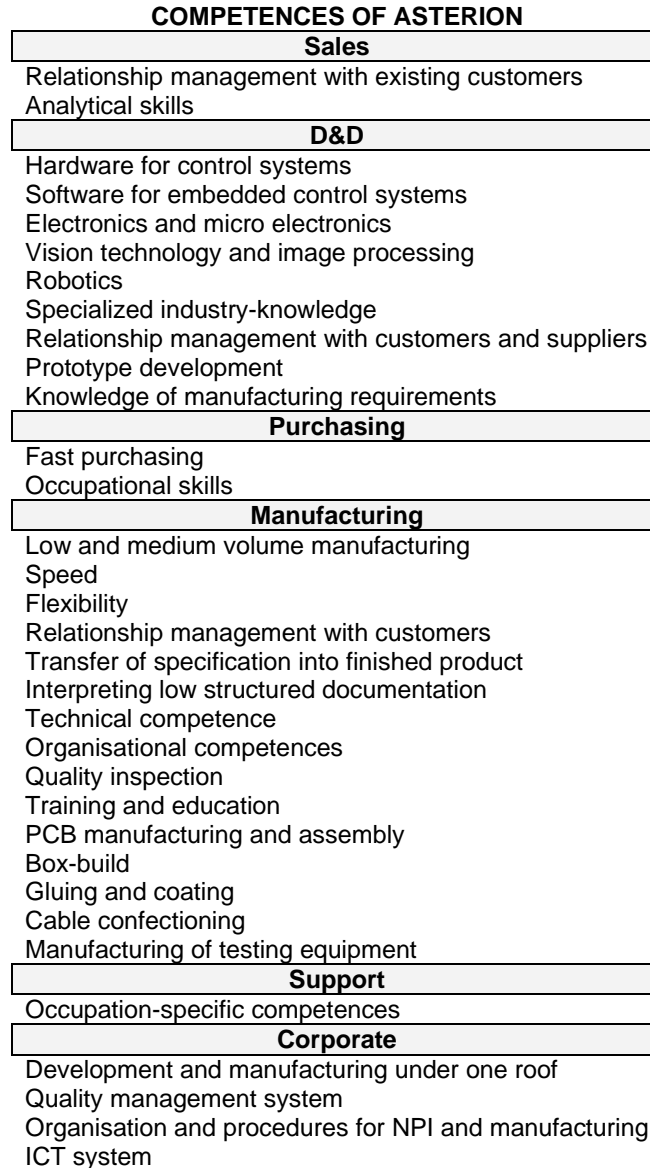 COMPETENCES OF ASTERION
Sales
Relationship management with existing customers
Analytical skills
D&D
Hardware for control systems
Software for embedded control systems
Electronics and micro electronics
Vision technology and image processing
Robotics
Specialized industry-knowledge
Relationship management with customers and suppliers
Prototype development
Knowledge of manufacturing requirements
Purchasing
Fast purchasing
Occupational skills
Manufacturing
Low and medium volume manufacturing
Speed
Flexibility
Relationship management with customers
Transfer of specification into finished product
Interpreting low structured documentation
Technical competence
Organisational competences
Quality inspection
Training and education
PCB manufacturing and assembly
Box-build
Gluing and coating
Cable confectioning
Manufacturing of testing equipment
Support
Occupation-specific competences
Corporate
Development and manufacturing under one roof
Quality management system
Organisation and procedures for NPI and manufacturing
ICT system